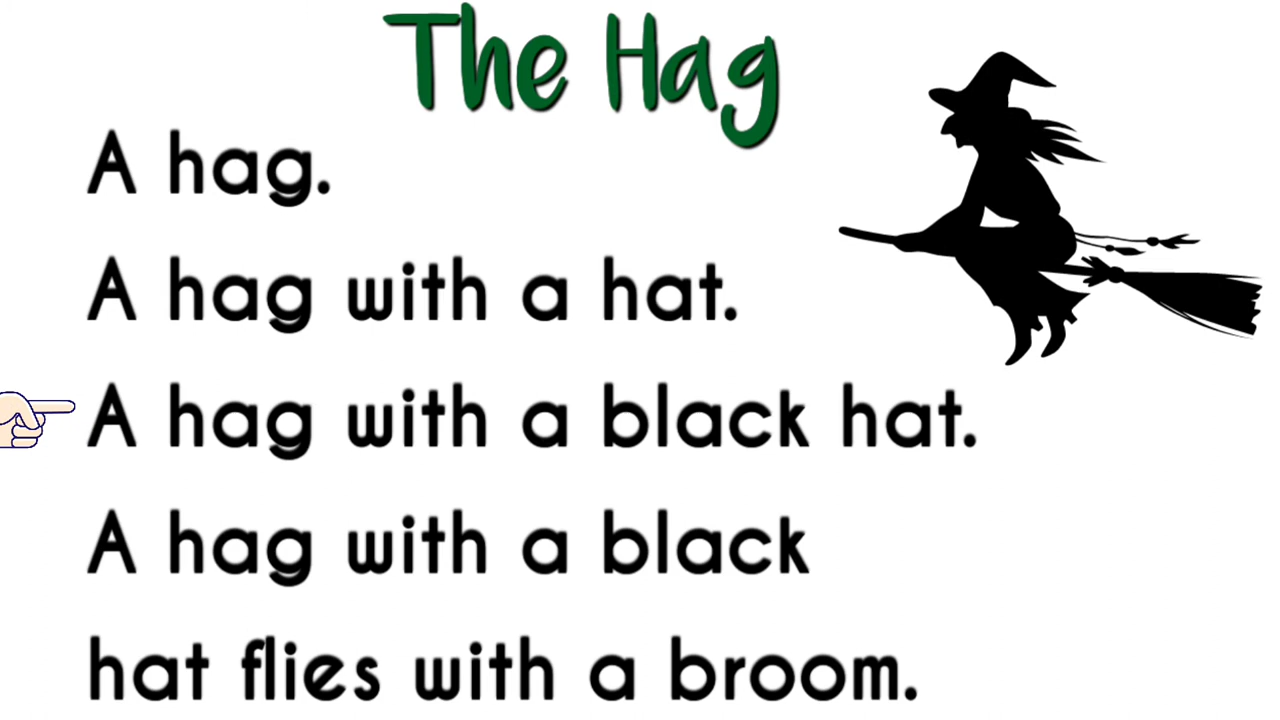 The Hag
A hag.
A hag with a hat.
A hag with a black hat.
A hag with a black
hat flies with a broom.